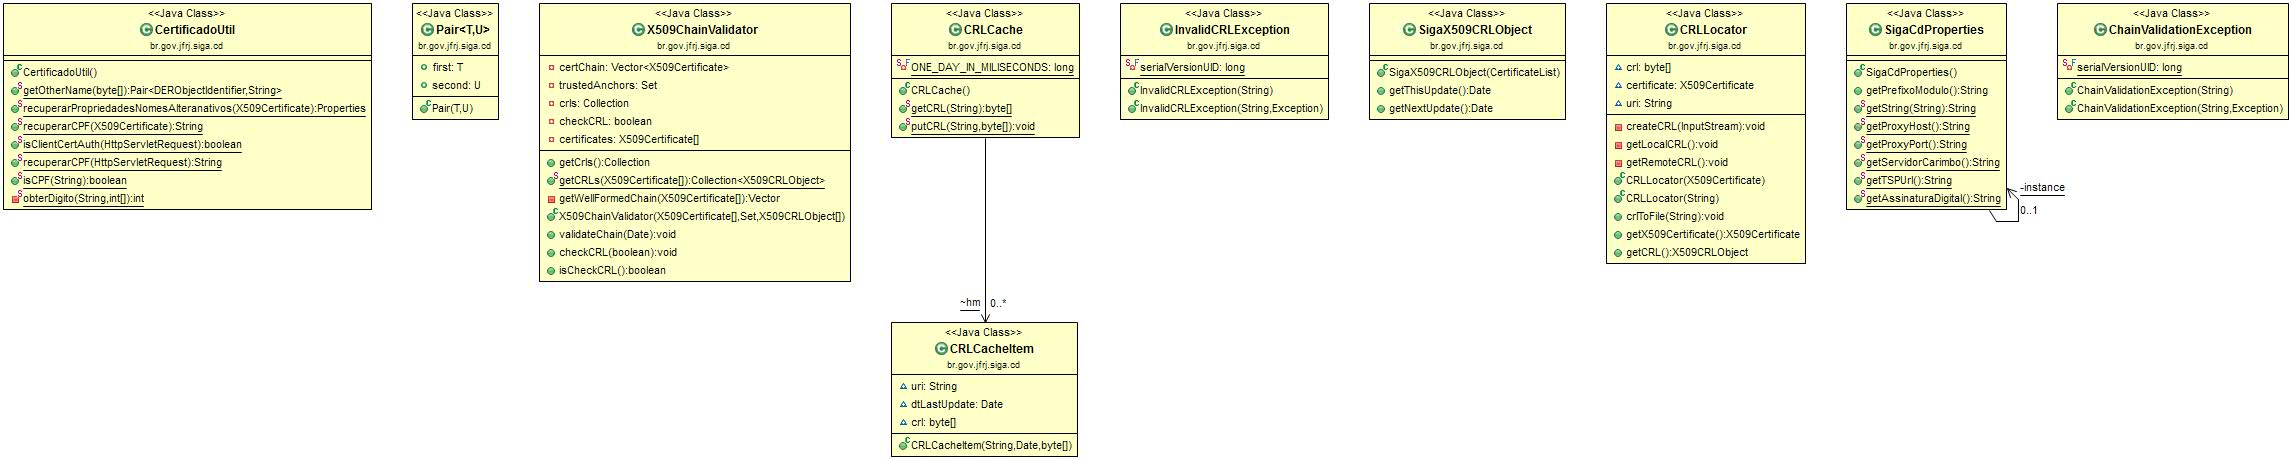 <<Java Class>>
CertificadoUtil
br.gov.jfrj.siga.cd
CertificadoUtil()
getOtherName(byte[]):Pair<DERObjectIdentifier,String>
recuperarPropriedadesNomesAlteranativos(X509Certificate):Properties
recuperarCPF(X509Certificate):String
isClientCertAuth(HttpServletRequest):boolean
recuperarCPF(HttpServletRequest):String
isCPF(String):boolean
obterDigito(String,int[]):int
<<Java Class>>
Pair<T,U>
br.gov.jfrj.siga.cd
first: T
second: U
Pair(T,U)
<<Java Class>>
X509ChainValidator
br.gov.jfrj.siga.cd
certChain: Vector<X509Certificate>
trustedAnchors: Set
crls: Collection
checkCRL: boolean
certificates: X509Certificate[]
getCrls():Collection
getCRLs(X509Certificate[]):Collection<X509CRLObject>
getWellFormedChain(X509Certificate[]):Vector
X509ChainValidator(X509Certificate[],Set,X509CRLObject[])
validateChain(Date):void
checkCRL(boolean):void
isCheckCRL():boolean
<<Java Class>>
CRLCache
br.gov.jfrj.siga.cd
ONE_DAY_IN_MILISECONDS: long
CRLCache()
getCRL(String):byte[]
putCRL(String,byte[]):void
~hm
0..*
<<Java Class>>
CRLCacheItem
br.gov.jfrj.siga.cd
uri: String
dtLastUpdate: Date
crl: byte[]
CRLCacheItem(String,Date,byte[])
<<Java Class>>
InvalidCRLException
br.gov.jfrj.siga.cd
serialVersionUID: long
InvalidCRLException(String)
InvalidCRLException(String,Exception)
<<Java Class>>
SigaX509CRLObject
br.gov.jfrj.siga.cd
SigaX509CRLObject(CertificateList)
getThisUpdate():Date
getNextUpdate():Date
<<Java Class>>
CRLLocator
br.gov.jfrj.siga.cd
crl: byte[]
certificate: X509Certificate
uri: String
createCRL(InputStream):void
getLocalCRL():void
getRemoteCRL():void
CRLLocator(X509Certificate)
CRLLocator(String)
crlToFile(String):void
getX509Certificate():X509Certificate
getCRL():X509CRLObject
<<Java Class>>
SigaCdProperties
br.gov.jfrj.siga.cd
SigaCdProperties()
getPrefixoModulo():String
getString(String):String
getProxyHost():String
getProxyPort():String
getServidorCarimbo():String
getTSPUrl():String
getAssinaturaDigital():String
-instance
0..1
<<Java Class>>
ChainValidationException
br.gov.jfrj.siga.cd
serialVersionUID: long
ChainValidationException(String)
ChainValidationException(String,Exception)